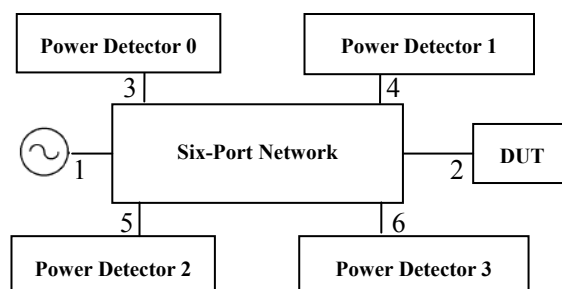 Power Detector 0
Power Detector 1
3
4
1
Six-Port Network
2
DUT
5
6
Power Detector 2
Power Detector 3